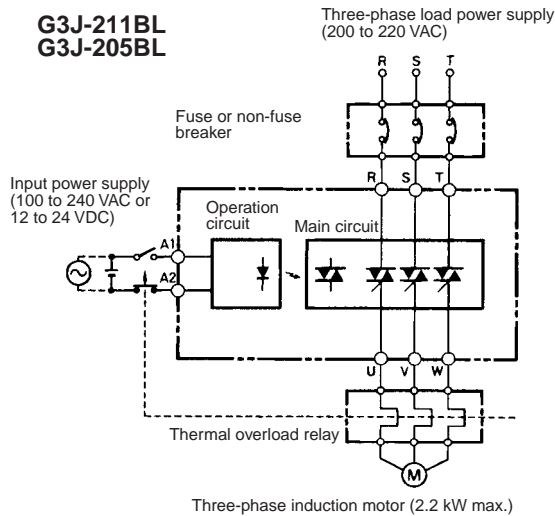 G3J-211BL
G3J-205BL
Three-phase load power supply
(200 to 220 VAC)
R S T
Fuse or non-fuse
breaker
R S T
Input power supply
(100 to 240 VAC or
12 to 24 VDC)
Operation
circuit
Main circuit
A1
A2
U V W
Thermal overload relay
M
Three-phase induction motor (2.2 kW max.)